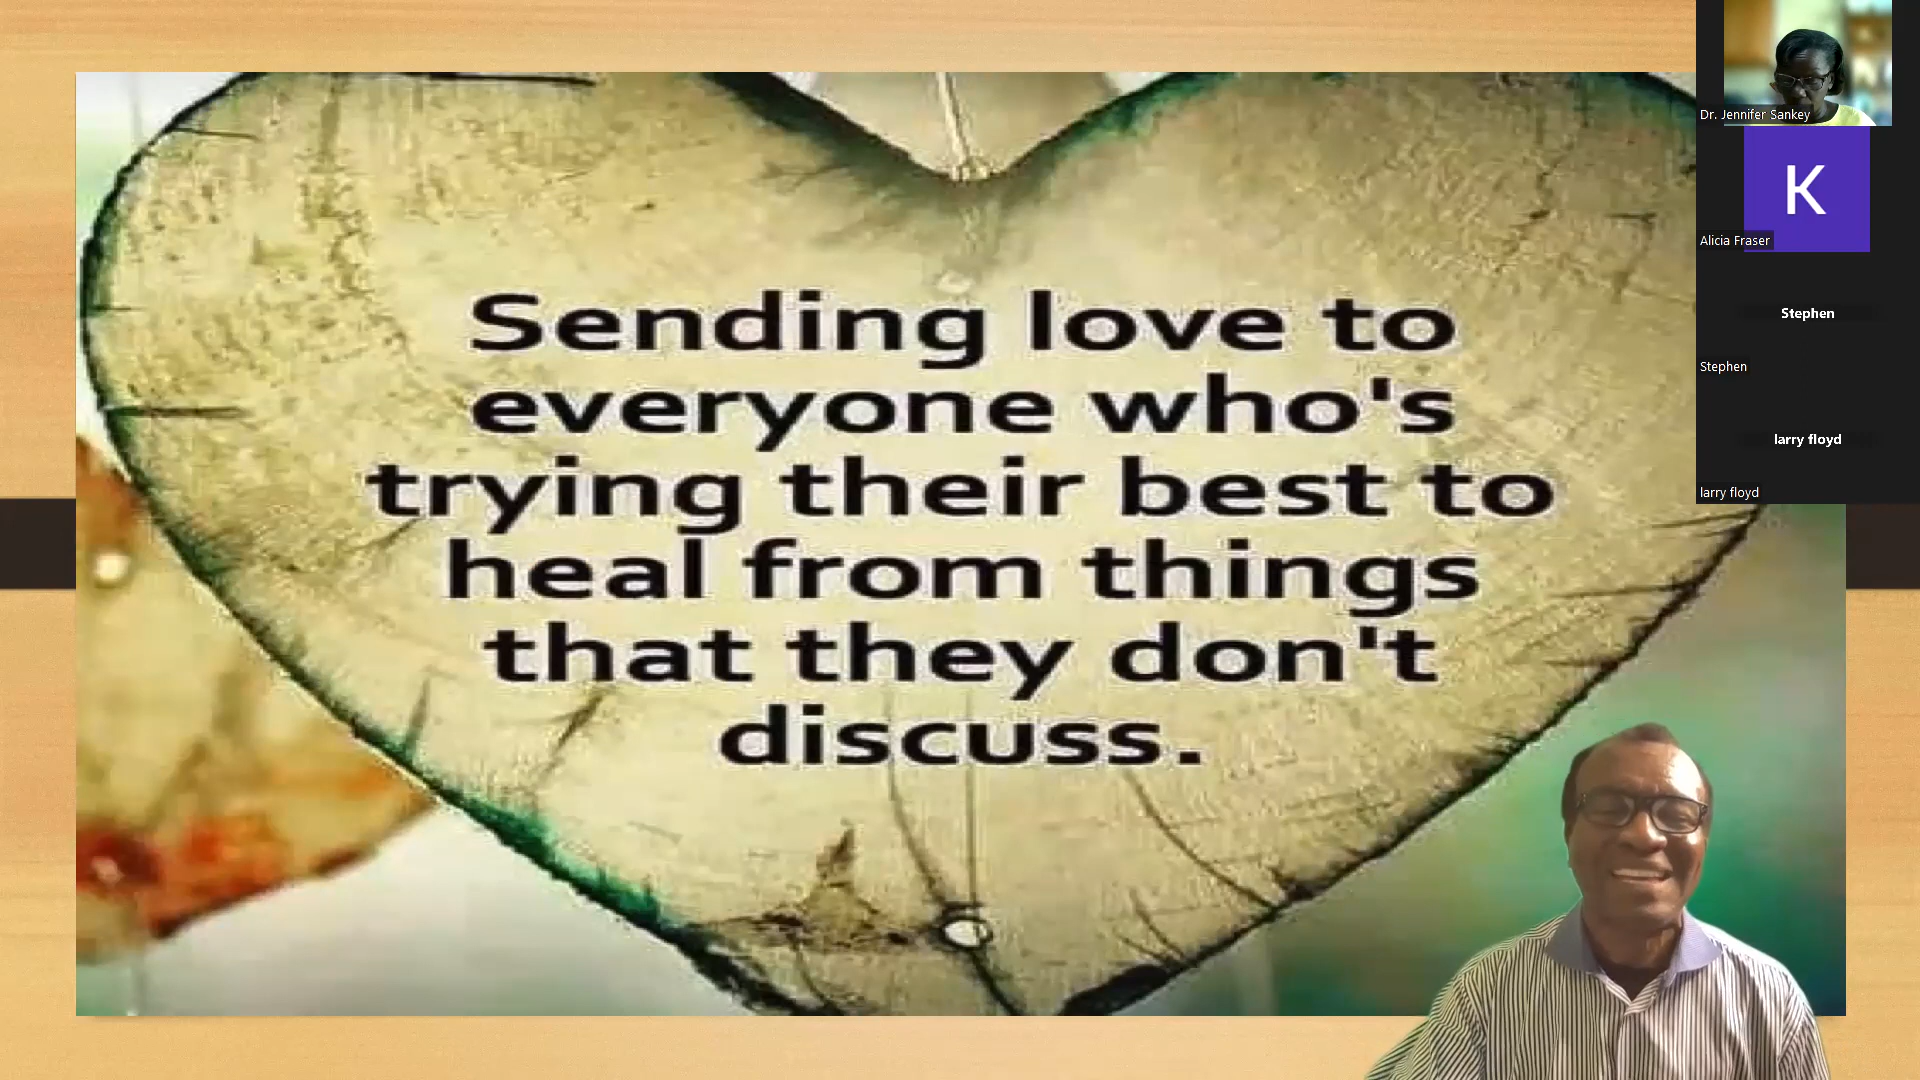 Sending love to
everyone who's
trying their best to
heal from things
that they don't
discuss.
Dr. Jennifer Sankey
K
Alicia Fraser
Stephen
Stephen
larry floyd
larry floyd